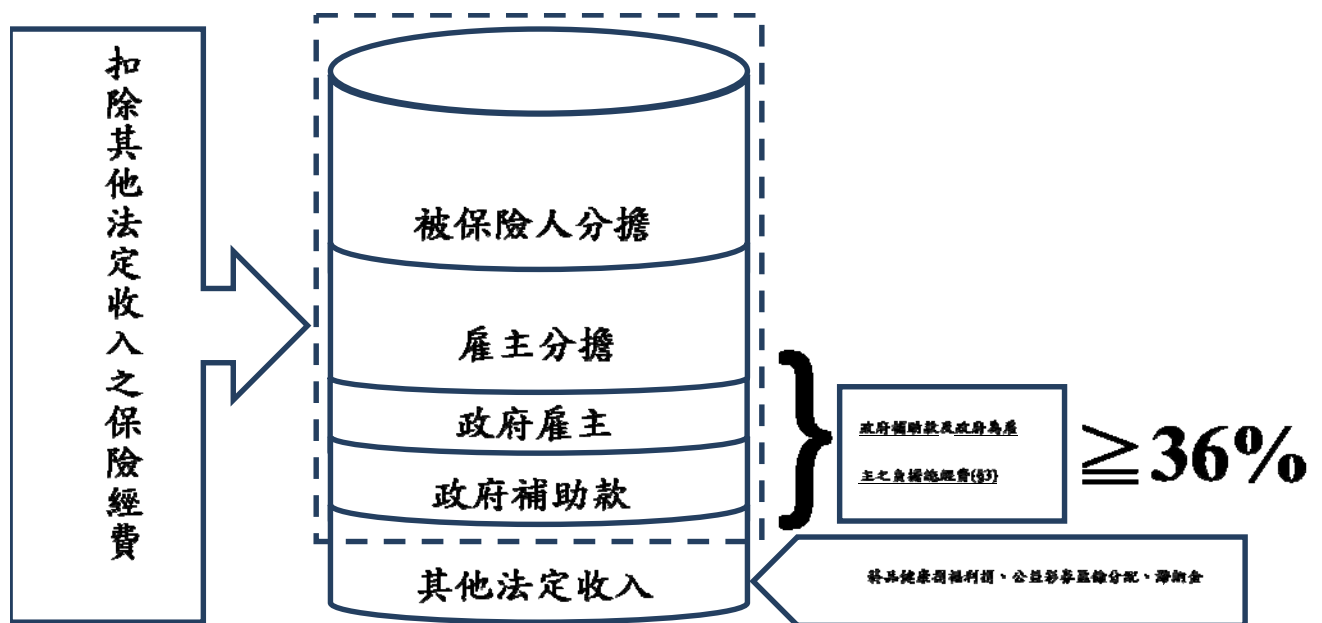 扣除其他法定收入之保險經費
被保險人分擔
雇主分擔
政府雇主
政府補助款
其他法定收入
政府補助款及政府為雇
主之負擔總經費(§3)
≧36%
菸品健康捐福利捐、公益彩券盈餘分配、滯納金